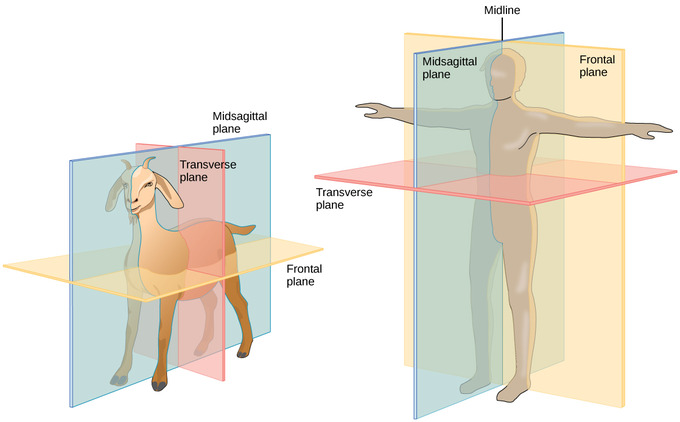 Midsagittal
plane
Transverse
plane
Frontal
plane
Midline
Midsagittal
plane
Frontal
plane
Transverse
plane